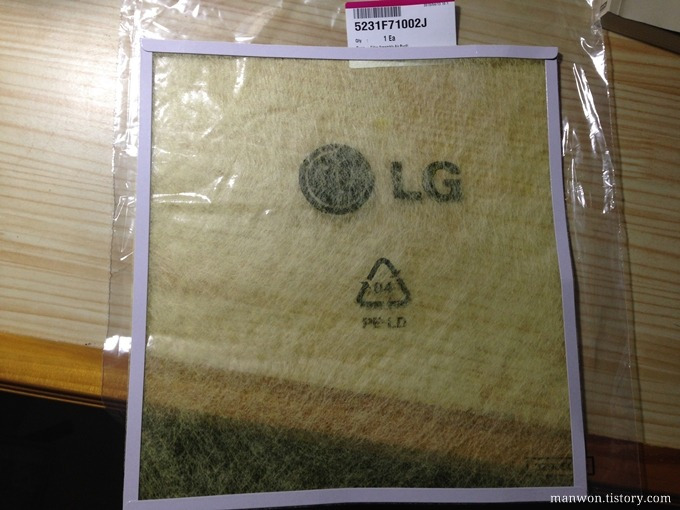 5231F71002J
1 Ea
LG
04
PE-LD
manwon.tistory.com